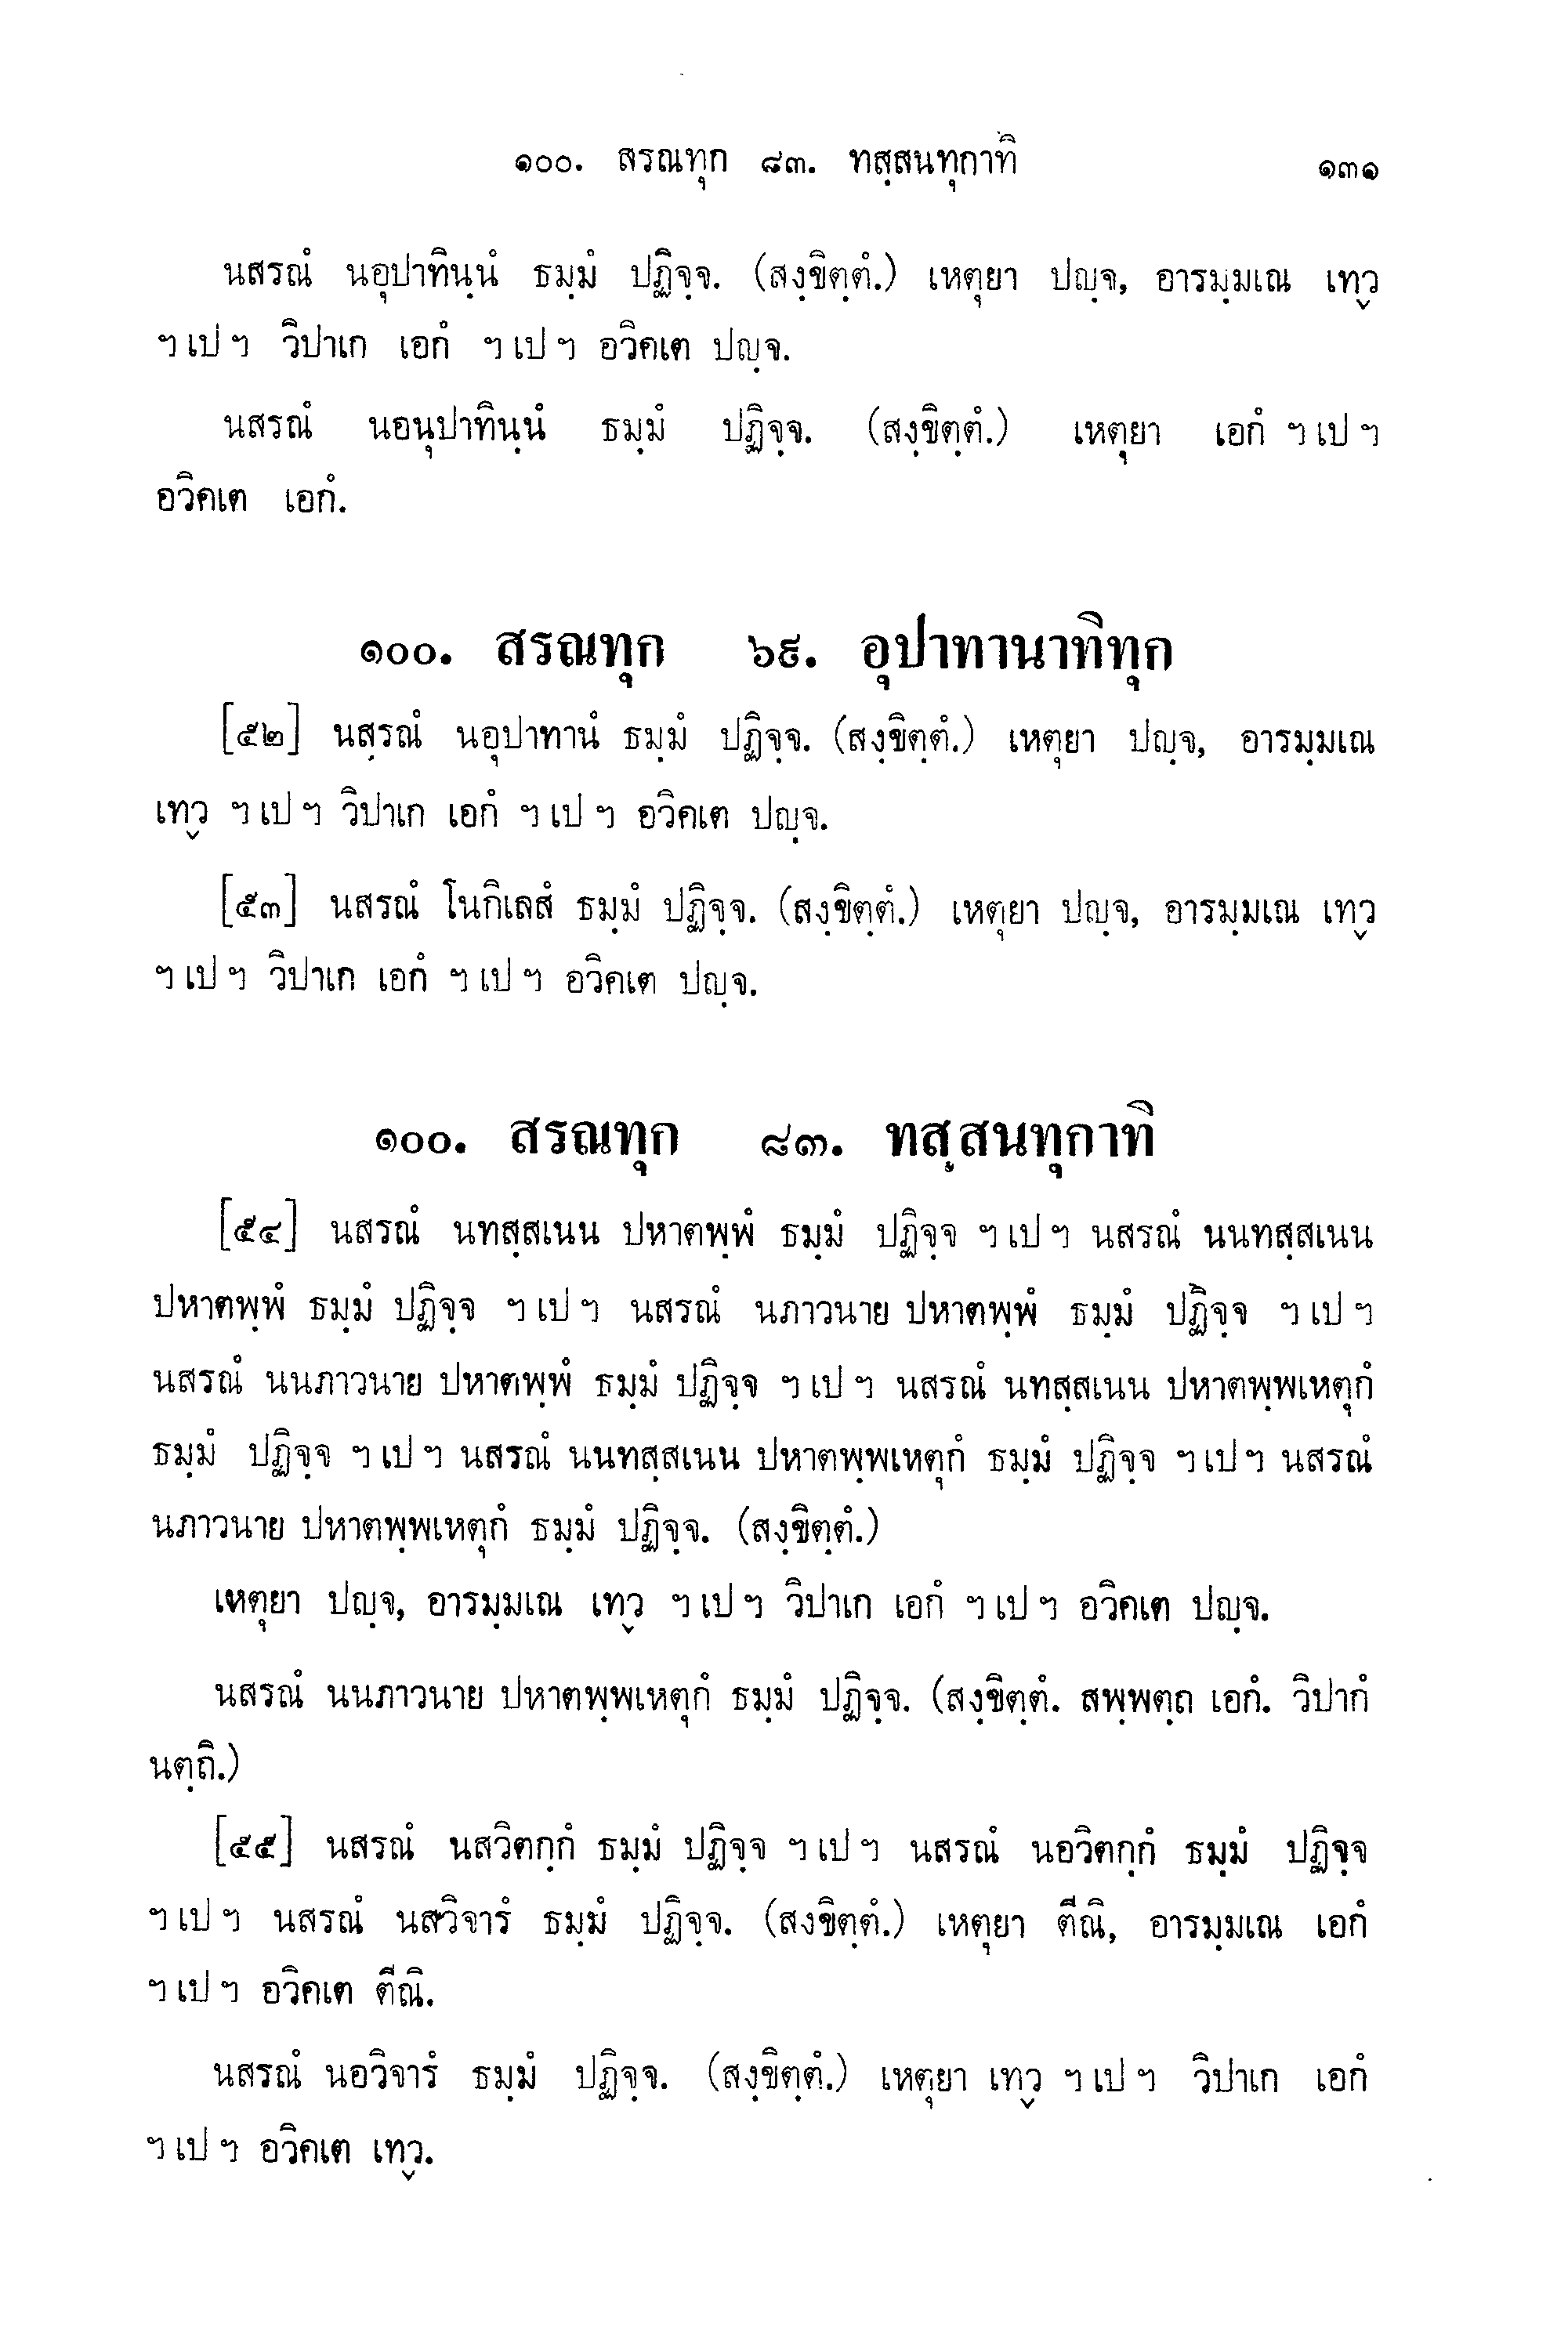 ๑๐๐. สรณทุก ๘๓. ทสฺสนทุกาทิ ๑๓๑
นสรณํ นอุปาทินฺนํ ธมฺมํ ปฏิจฺจ. (สงฺขิตฺตํ.) เหตุยา ปญฺจ, อารมฺมเณ เทฺว
ฯ เป ฯ วิปาเก เอกํ ฯ เป ฯ อวิคเต ปญฺจ.
นสรณํ นอนุปาทินฺนํ ธมฺมํ ปฏิจฺจ. (สงฺขิตฺตํ.) เหตุยา เอกํ ฯ เป ฯ
อวิคเต เอกํ.
๑๐๐. สรณทุก ๖๙. อุปาทานาทิทุก
[๕๒] นสฺรณํ นอุปาทานํ ธมฺมํ ปฏิจฺจ. (สงฺขิตฺตํ.) เหตุยา ปญฺจ, อารมฺมเณ
เทฺว ฯ เป ฯ วิปาเก เอกํ ฯ เป ฯ อวิคเต ปญฺจ.
[๕๓] นสรณํ โนกิเลสํ ธมฺมํ ปฏิจฺจ. (สงฺขิตฺตํ.) เหตุยา ปญฺจ, อารมฺมเณ เทฺว
ฯ เป ฯ วิปาเก เอกํ ฯ เป ฯ อวิคเต ปญฺจ.
๑๐๐. สรณทุก ๘๓. ทสฺสนทุกาทิ
[๕๔] นสรณํ นทสฺสเนน ปหาตพฺพํ ธมฺมํ ปฏิจฺจ ฯ เป ฯ นสรณํ นนทสฺสเนน
ปหาตพฺพํ ธมฺมํ ปฏิจฺจ ฯ เป ฯ นสรณํ นภาวนาย ปหาตพฺพํ ธมฺมํ ปฏิจฺจ ฯ เป ฯ
นสรณํ นนภาวนาย ปหาตพฺพํ ธมฺมํ ปฏิจฺจ ฯ เป ฯ นสรณํ นทสฺสเนน ปหาตพฺพเหตุกํ
ธมฺมํ ปฏิจฺจ ฯ เป ฯ นสรณํ นนทสฺสเนน ปหาตพฺพเหตุกํ ธมฺมํ ปฏิจฺจ ฯ เป ฯ นสรณํ
นภาวนาย ปหาตพฺพเหตุกํ ธมฺมํ ปฏิจฺจ. (สงฺขิตฺตํ.)
เหตุยา ปญฺจ, อารมฺมเณ เทฺว ฯ เป ฯ วิปาเก เอกํ ฯ เป ฯ อวิคเต ปญฺจ.
นสรณํ นนภาวนาย ปหาตพฺพเหตุกํ ธมฺมํ ปฏิจฺจ. (สงฺขิตฺตํ. สพฺพตฺถ เอกํ. วิปากํ
นตฺถิ.)
[๕๕] นสรณํ นสวิตกฺกํ ธมฺมํ ปฏิจฺจ ฯ เป ฯ นสรณํ นอวิตกฺกํ ธมฺมํ ปฏิจฺจ
ฯ เป ฯ นสรณํ นสวิจารํ ธมฺมํ ปฏิจฺจ. (สงขิตฺตํ.) เหตุยา ตีณิ, อารมฺมเณ เอกํ
ฯ เป ฯ อวิคเต ตีณิ.
นสรณํ นอวิจารํ ธมฺมํ ปฏิจฺจ. (สงฺขิตฺตํ.) เหตุยา เทฺว ฯ เป ฯ วิปาเก เอกํ
ฯ เป ฯ อวิคเต เทฺว.